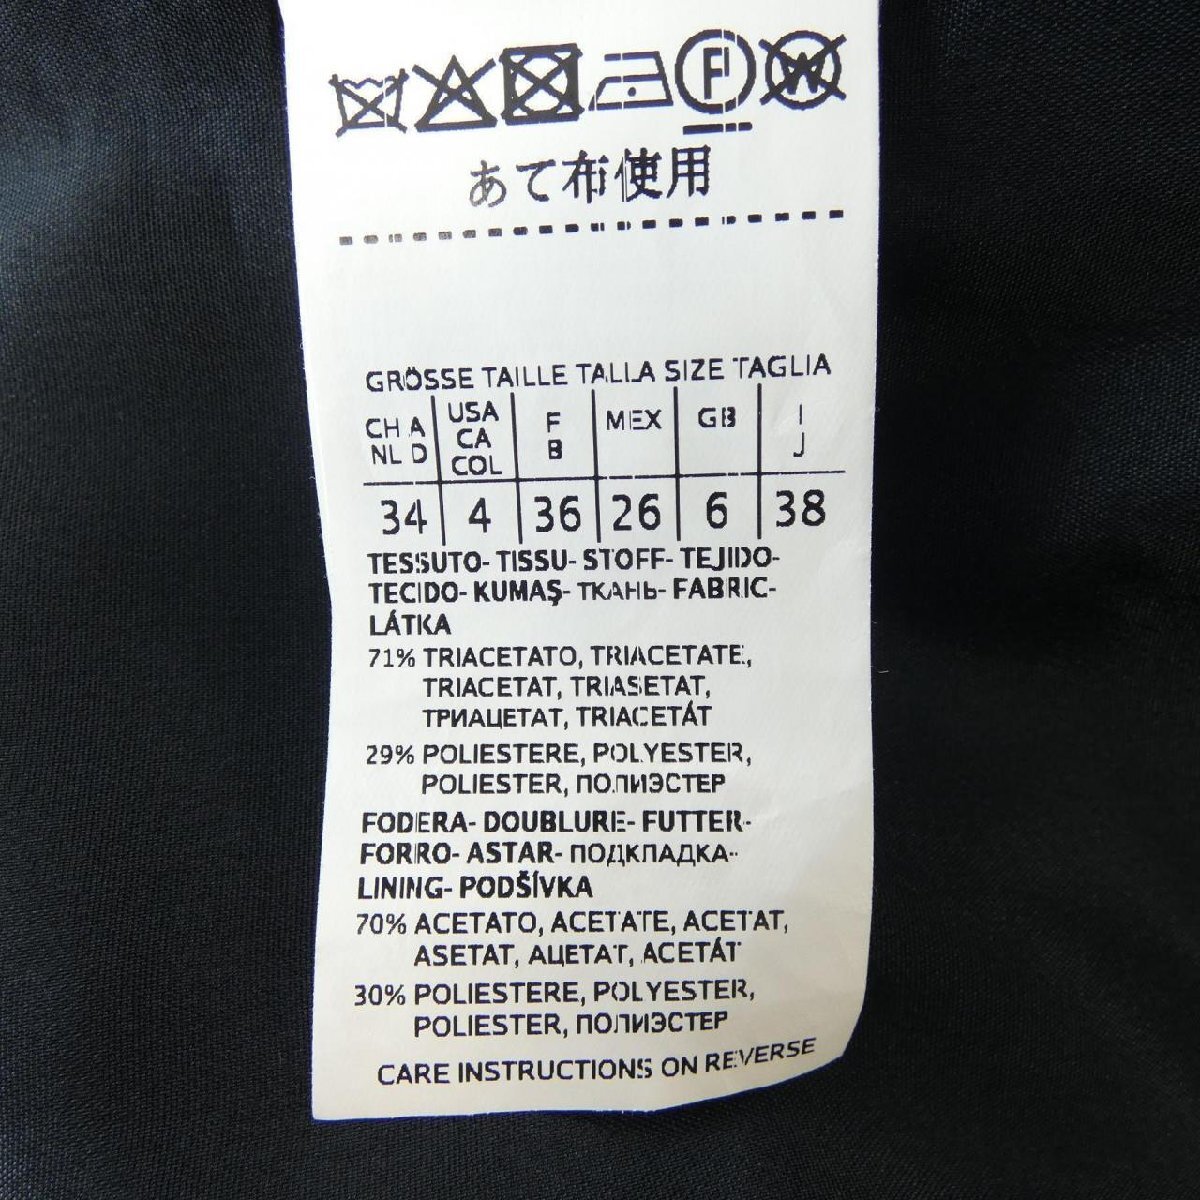 F W
あて布使用
GRÖSSE TAILLE TALLA SIZE TAGLIA
CH A NL D USA CA COL F B MEX GB I J
34 4 36 26 6 38
TESSUTO- TISSU- STOFF- TEJIDO-
TECIDO- KUMAŞ- ТКАНЬ- FABRIC-
LÁTKA
71% TRIACETATO, TRIACETATE,
TRIACETAT, TRIASETAT,
ТРИАЦЕТАТ, TRIACETÁT
29% POLIESTERE, POLYESTER,
POLIESTER, ПОЛИЭСТЕР
FODERA- DOUBLURE- FUTTER-
FORRO- ASTAR- ПОДКЛАДКА-
LINING- PODŠÍVKA
70% ACETATO, ACETATE, ACETAT,
ASETAT, АЦЕТАТ, ACETÁT
30% POLIESTERE, POLYESTER,
POLIESTER, ПОЛИЭСТЕР
CARE INSTRUCTIONS ON REVERSE